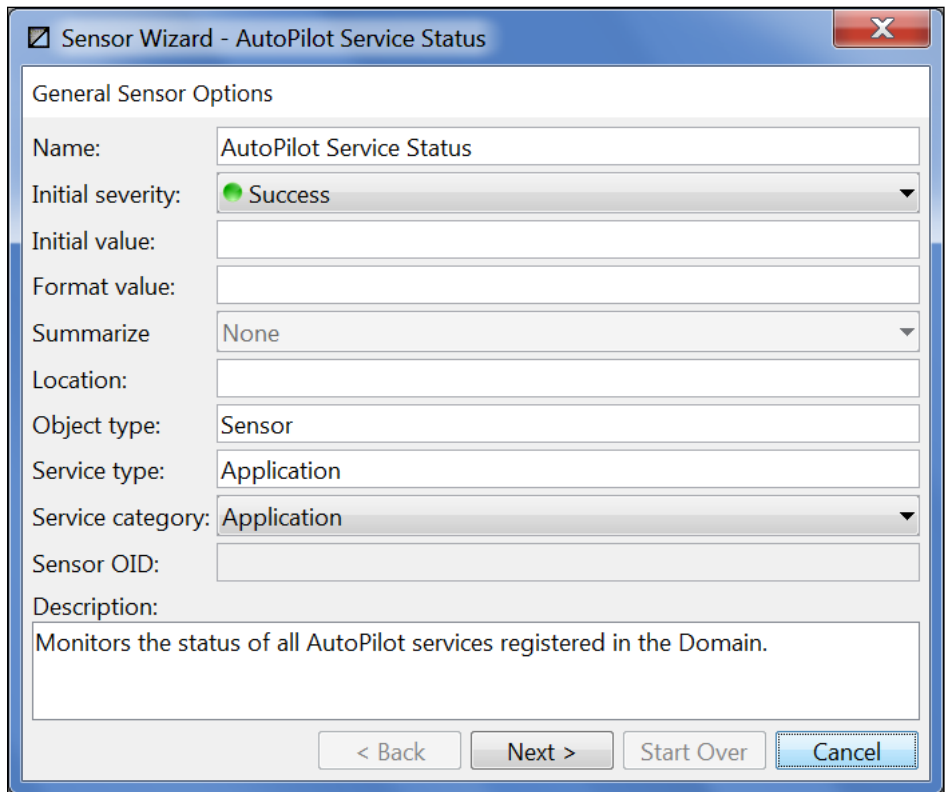 Sensor Wizard - AutoPilot Service Status
X
General Sensor Options
Name: AutoPilot Service Status
Initial severity: Success
Initial value:
Format value:
Summarize None
Location:
Object type: Sensor
Service type: Application
Service category: Application
Sensor OID:
Description:
Monitors the status of all AutoPilot services registered in the Domain.
< Back Next > Start Over Cancel